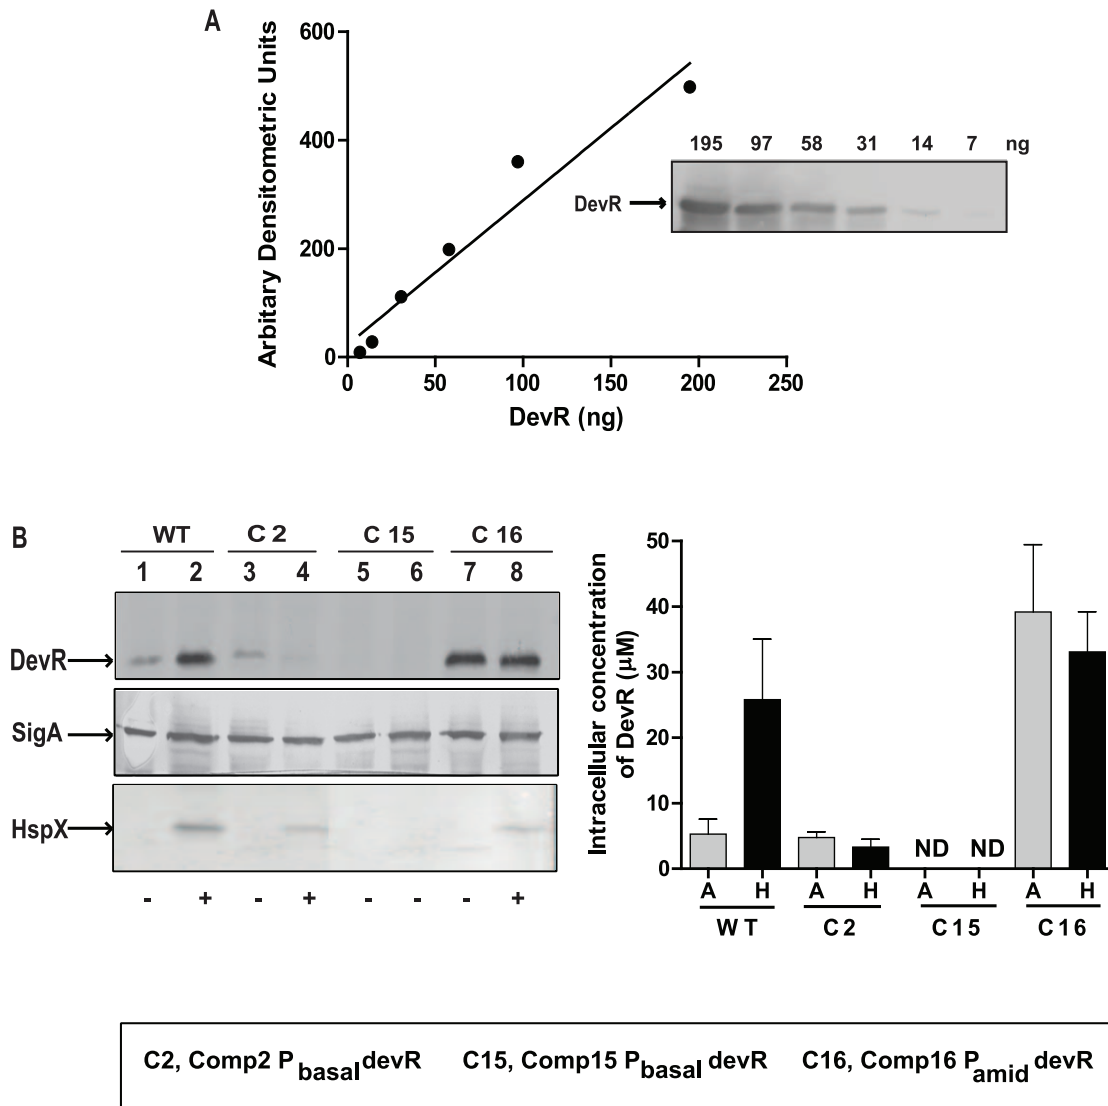 A
Arbitary Densitometric Units
600
400
200
0
0 50 100 150 200 250
DevR (ng)
195 97 58 31 14 7 ng
DevR
B
WT C 2 C 15 C 16
1 2 3 4 5 6 7 8
DevR
SigA
HspX
- + - + - - - +
Intracellular concentration
of DevR (μM)
50
40
30
20
10
0
ND ND
A H A H A H A H
WT C2 C15 C16
C2, Comp2 P basal devR C15, Comp15 P basal devR C16, Comp16 P amid devR